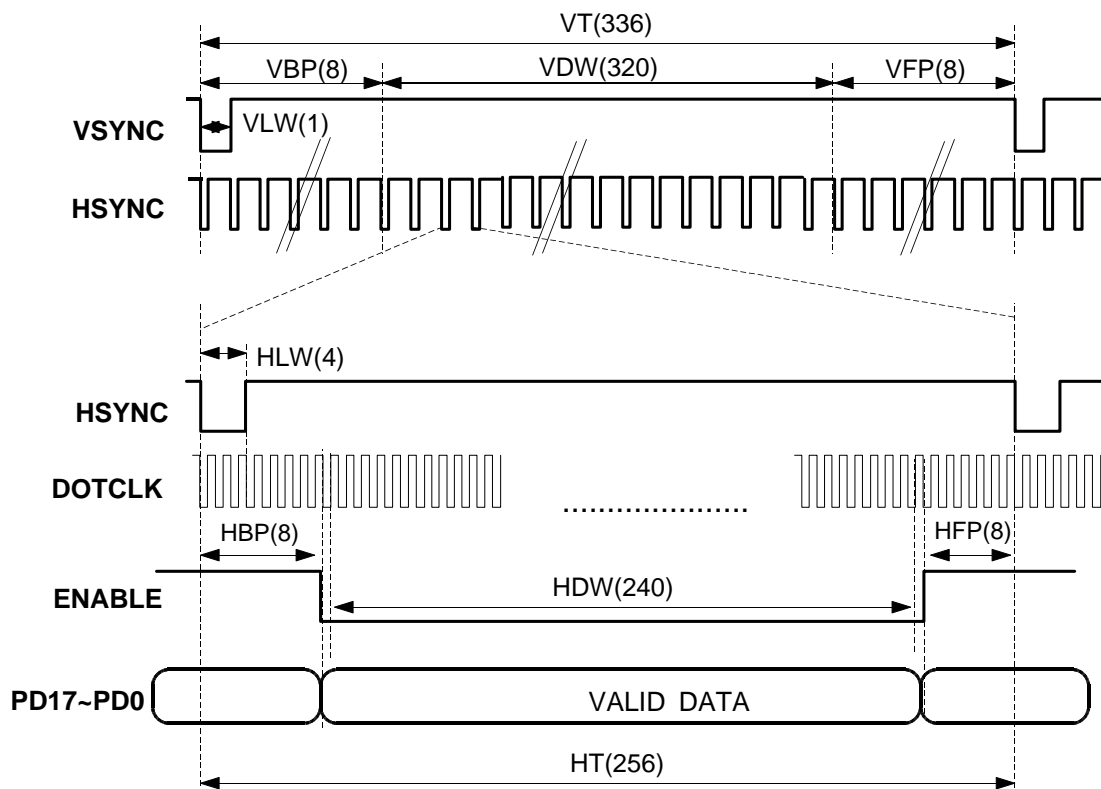 VT(336)
VBP(8) VDW(320) VFP(8)
VLW(1)
VSYNC
HSYNC
HLW(4)
HSYNC
DOTCLK
HBP(8) HFP(8)
HDW(240)
ENABLE
PD17~PD0 VALID DATA
HT(256)